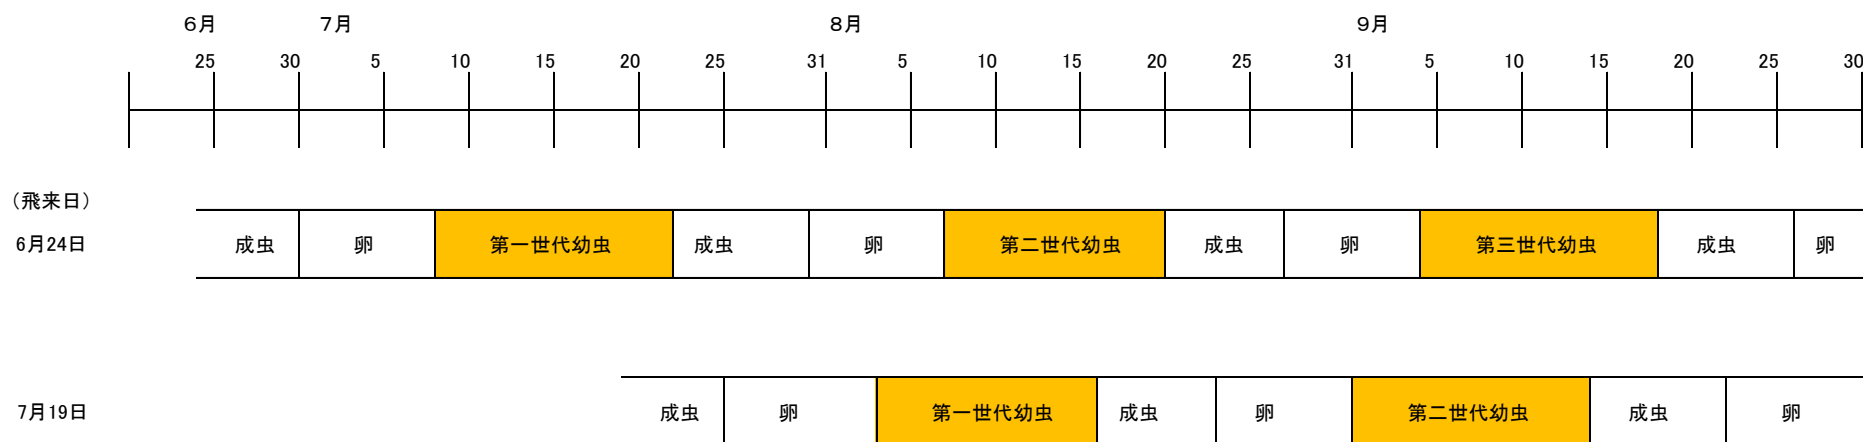 ６月 ７月 ８月 ９月
25 30 5 10 15 20 25 31 5 10 15 20 25 31 5 10 15 20 25 30
（飛来日）
6月24日 成虫 卵 第一世代幼虫 成虫 卵 第二世代幼虫 成虫 卵 第三世代幼虫 成虫 卵
7月19日 成虫 卵 第一世代幼虫 成虫 卵 第二世代幼虫 成虫 卵